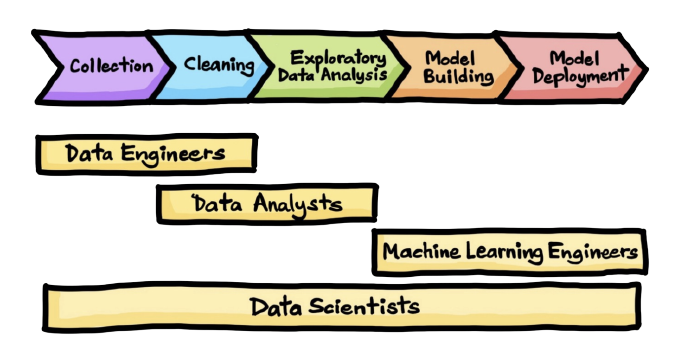 Collection
Cleaning
Exploratory
Data Analysis
Model
Building
Model
Deployment
Data Engineers
Data Analysts
Machine Learning Engineers
Data Scientists